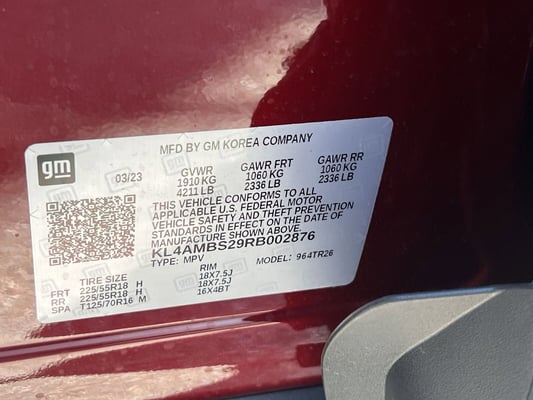 MFD BY GM KOREA COMPANY
gm
03/23 GVWR GAWR FRT GAWR RR
1910 KG 1060 KG 1060 KG
4211 LB 2336 LB 2336 LB
THIS VEHICLE CONFORMS TO ALL
APPLICABLE U.S. FEDERAL MOTOR
VEHICLE SAFETY AND THEFT PREVENTION
STANDARDS IN EFFECT ON THE DATE OF
MANUFACTURE SHOWN ABOVE.
KL4AMBS29RB002876
TYPE: MPV MODEL: 964TR26
TIRE SIZE RIM
FRT 225/55R18 H 18X7.5J
RR 225/55R18 H 18X7.5J
SPA T125/70R16 M 16X4BT